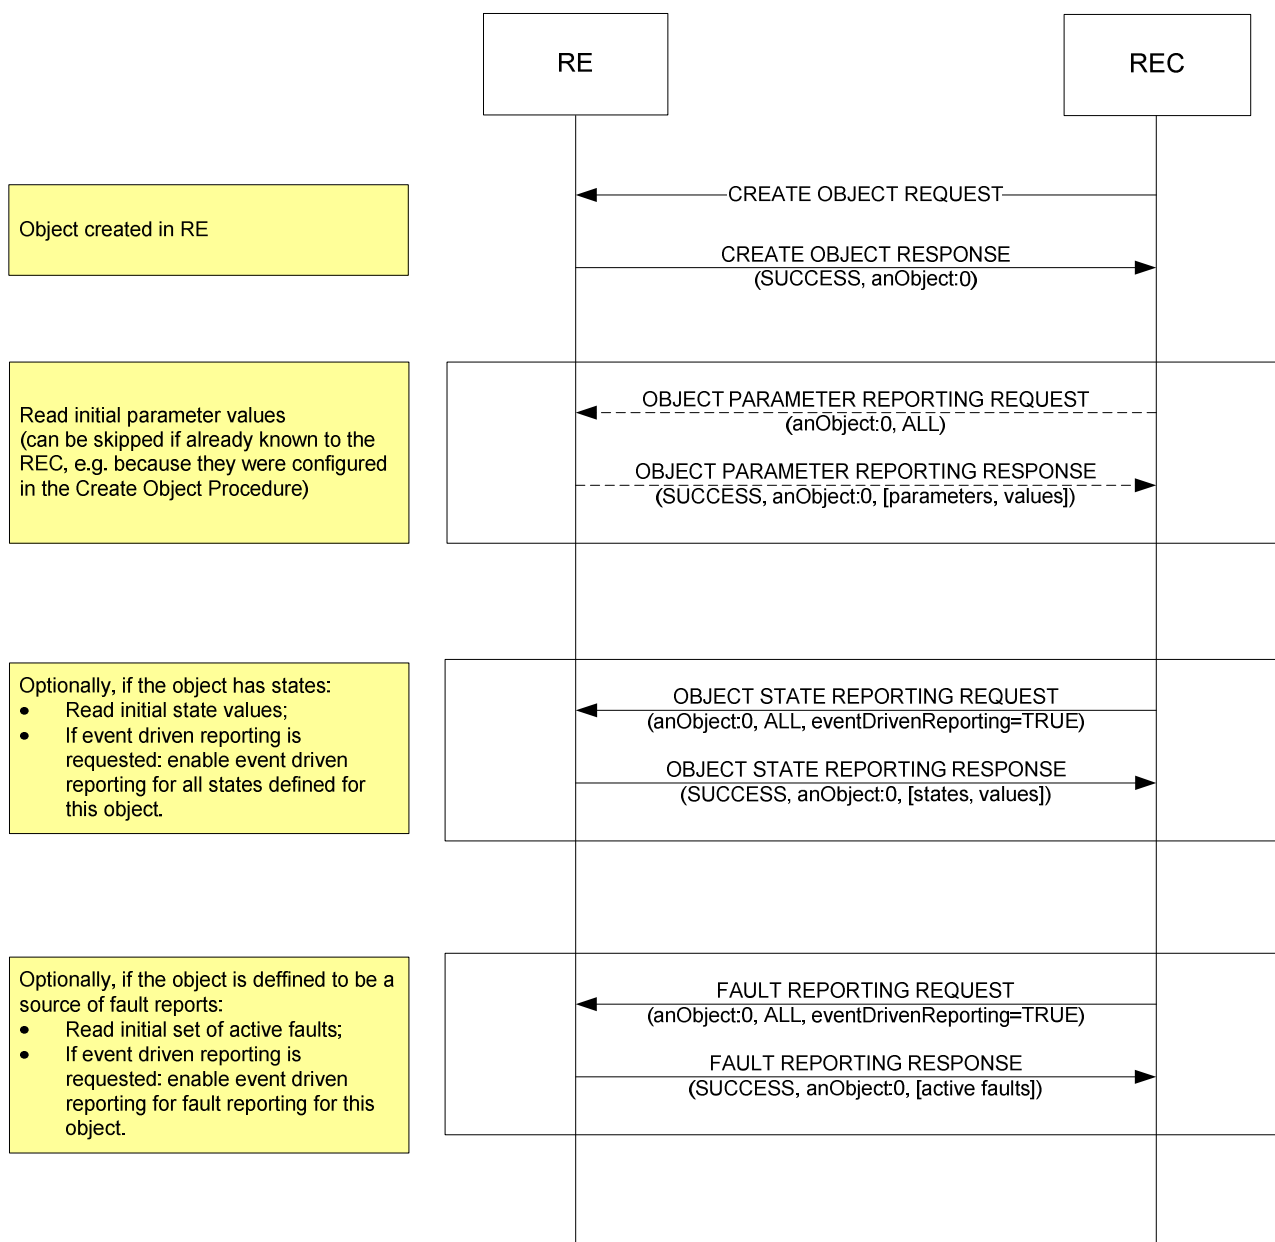 RE
REC
Object created in RE
CREATE OBJECT REQUEST
CREATE OBJECT RESPONSE
(SUCCESS, anObject:0)
Read initial parameter values
(can be skipped if already known to the
REC, e.g. because they were configured
in the Create Object Procedure)
OBJECT PARAMETER REPORTING REQUEST
(anObject:0, ALL)
OBJECT PARAMETER REPORTING RESPONSE
(SUCCESS, anObject:0, [parameters, values])
Optionally, if the object has states:
• Read initial state values;
• If event driven reporting is
requested: enable event driven
reporting for all states defined for
this object.
OBJECT STATE REPORTING REQUEST
(anObject:0, ALL, eventDrivenReporting=TRUE)
OBJECT STATE REPORTING RESPONSE
(SUCCESS, anObject:0, [states, values])
Optionally, if the object is deffined to be a
source of fault reports:
• Read initial set of active faults;
• If event driven reporting is
requested: enable event driven
reporting for fault reporting for this
object.
FAULT REPORTING REQUEST
(anObject:0, ALL, eventDrivenReporting=TRUE)
FAULT REPORTING RESPONSE
(SUCCESS, anObject:0, [active faults])